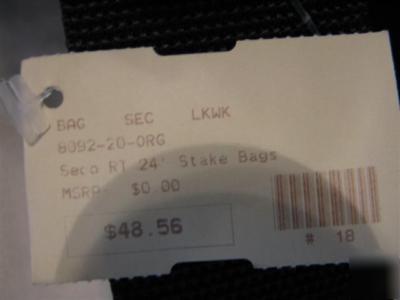 BAG SEC LKWK
8092-20-ORG
Seco RT 24' Stake Bags
MSRP- $0.00
$48.56
# 18